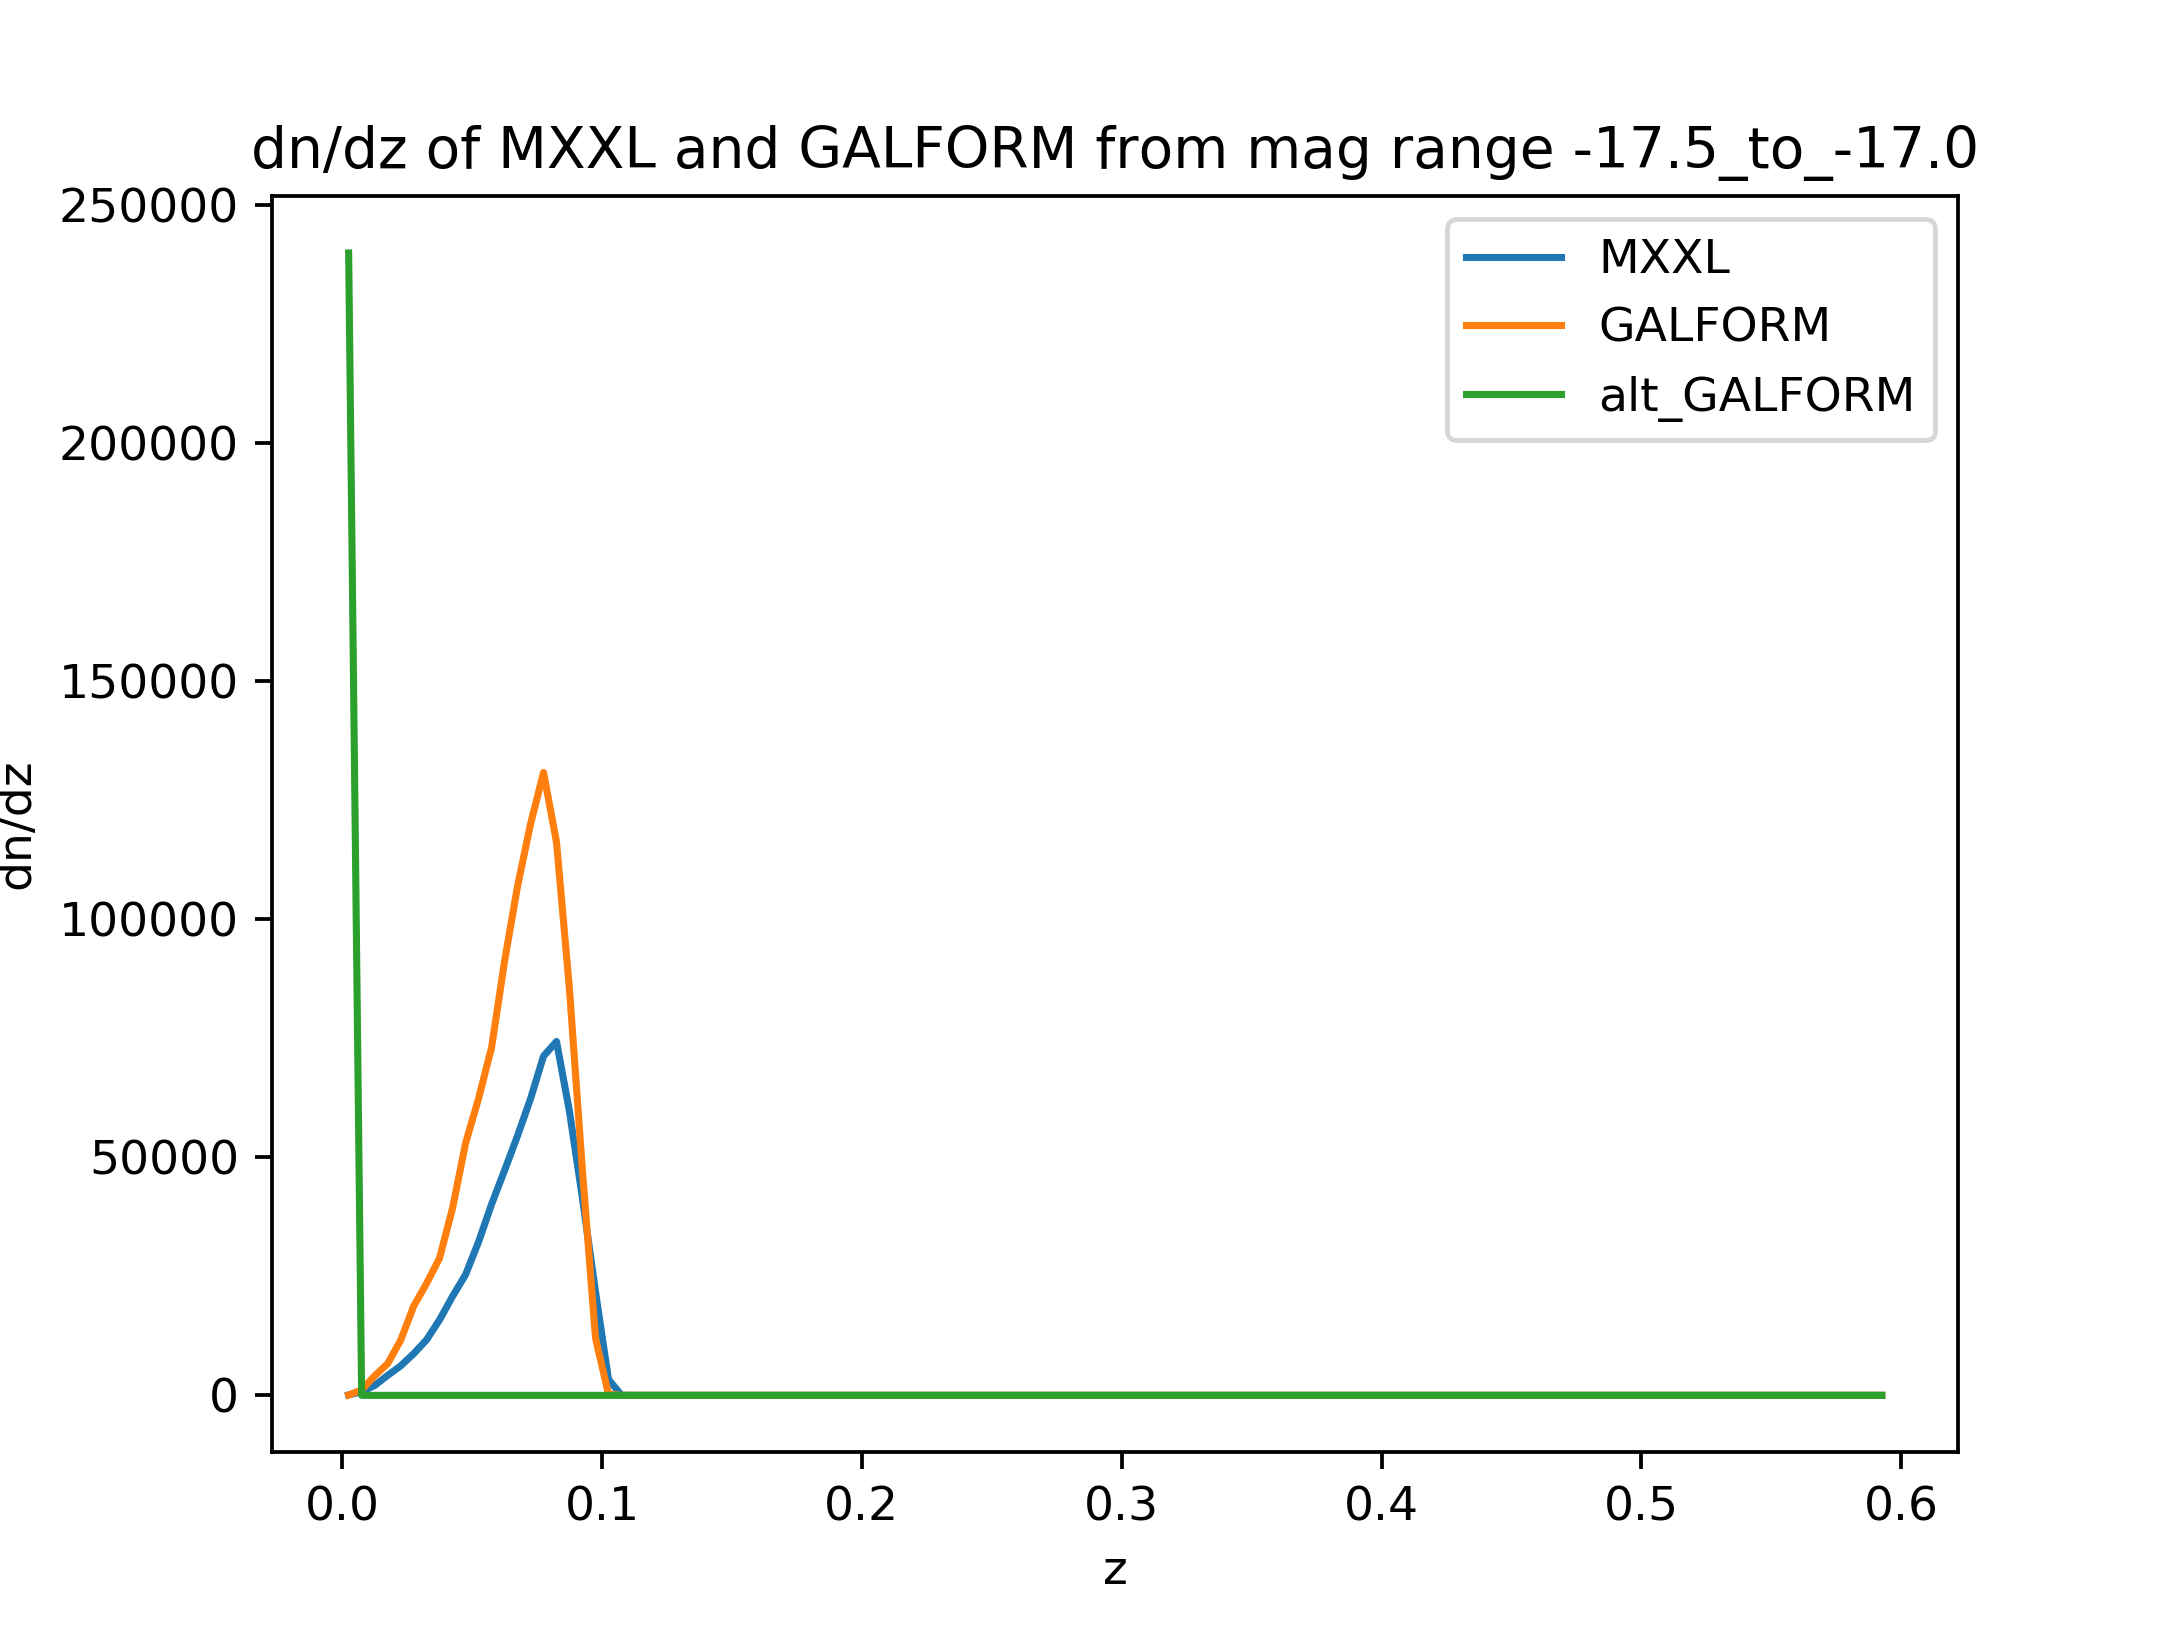 dn/dz of MXXL and GALFORM from mag range -17.5_to_-17.0
250000
200000
150000
100000
50000
0
dn/dz
MXXL
GALFORM
alt_GALFORM
0.0 0.1 0.2 0.3 0.4 0.5 0.6
z